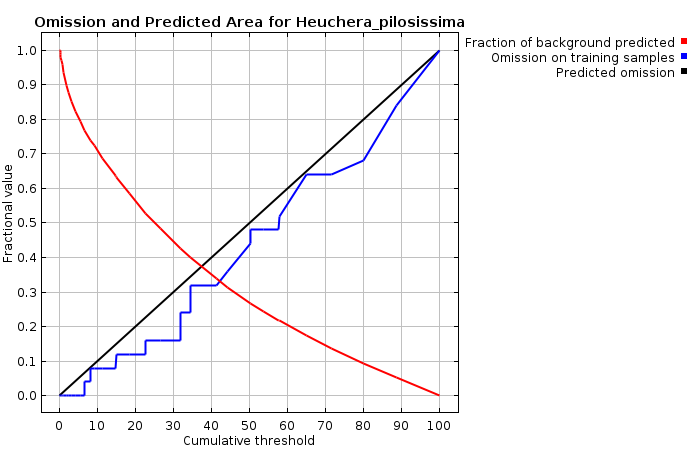 Omission and Predicted Area for Heuchera_pilosissima
Fraction of background predicted
Omission on training samples
Predicted omission
Fractional value
1.0
0.9
0.8
0.7
0.6
0.5
0.4
0.3
0.2
0.1
0.0
0 10 20 30 40 50 60 70 80 90 100
Cumulative threshold